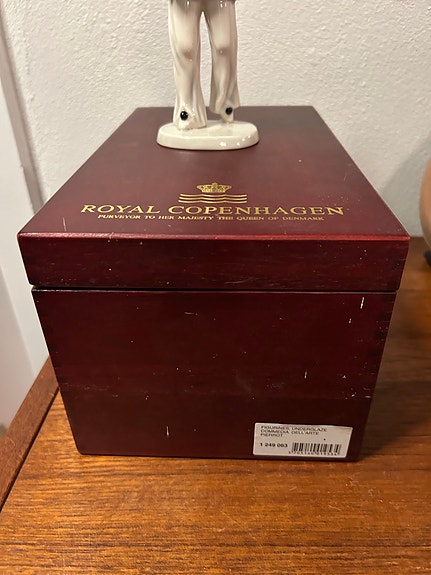 ROYAL COPENHAGEN
PURVEYOR TO HER MAJESTY THE QUEEN OF DENMARK
FIGURINES, UNDERGLAZE
COMMEDIA DELL'ARTE
PIERROT
1 249 063